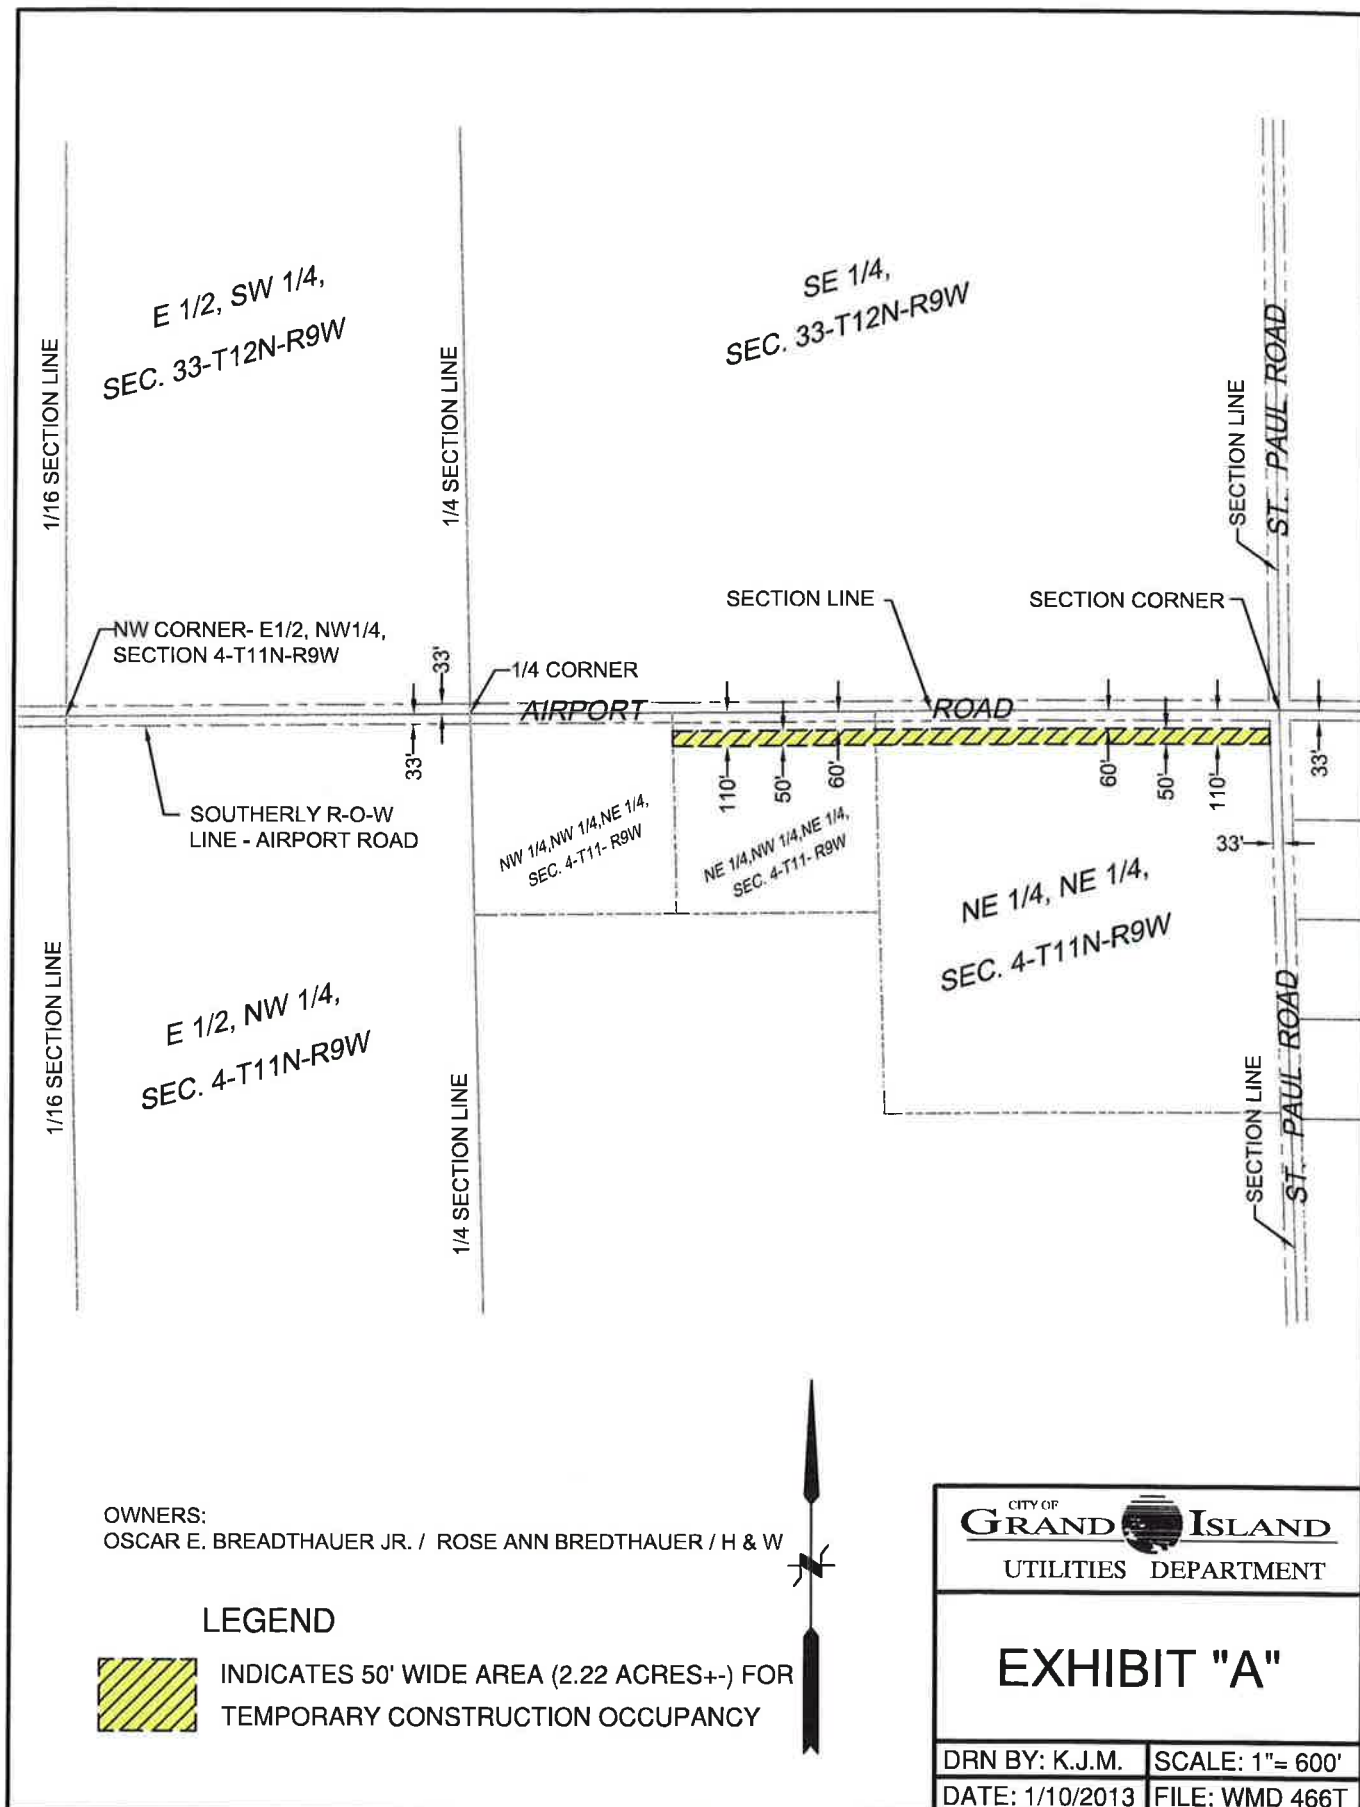 E 1/2, SW 1/4,
SEC. 33-T12N-R9W
SE 1/4,
SEC. 33-T12N-R9W
1/16 SECTION LINE
1/4 SECTION LINE
SECTION LINE
ST. PAUL ROAD
NW CORNER- E1/2, NW1/4,
SECTION 4-T11N-R9W
33'
1/4 CORNER
SECTION LINE
SECTION CORNER
AIRPORT ROAD
33'
110'
50'
60'
60'
50'
110'
33'
33'
SOUTHERLY R-O-W
LINE - AIRPORT ROAD
NW 1/4,NW 1/4,NE 1/4,
SEC. 4-T11- R9W
NE 1/4,NW 1/4,NE 1/4,
SEC. 4-T11- R9W
NE 1/4, NE 1/4,
SEC. 4-T11N-R9W
E 1/2, NW 1/4,
SEC. 4-T11N-R9W
1/16 SECTION LINE
1/4 SECTION LINE
SECTION LINE
ST. PAUL ROAD
OWNERS:
OSCAR E. BREADTHAUER JR. / ROSE ANN BREDTHAUER / H & W
LEGEND
INDICATES 50' WIDE AREA (2.22 ACRES+-) FOR
TEMPORARY CONSTRUCTION OCCUPANCY
CITY OF
GRAND ISLAND
UTILITIES DEPARTMENT
EXHIBIT "A"
DRN BY: K.J.M. SCALE: 1"= 600'
DATE: 1/10/2013 FILE: WMD 466T